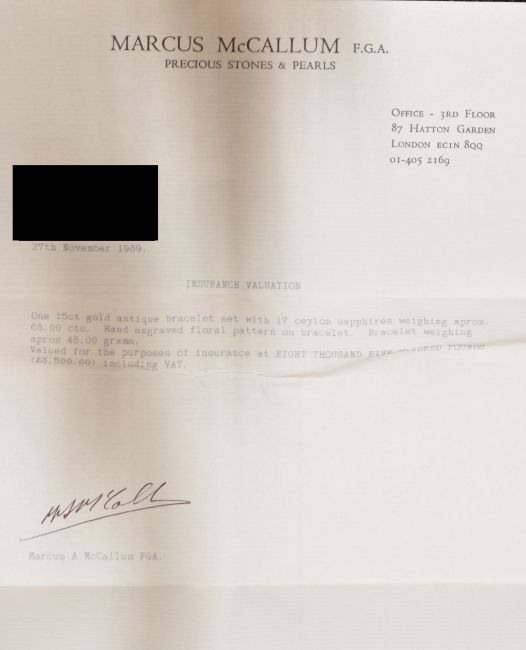 MARCUS McCALLUM F.G.A.
PRECIOUS STONES & PEARLS
OFFICE - 3RD FLOOR
87 HATTON GARDEN
LONDON EC1N 8QQ
01-405 2169
27th November 1989.
INSURANCE VALUATION
One 15ct gold antique bracelet set with 17 ceylon sapphires weighing aprox.
68.00 cts. Hand engraved floral pattern on bracelet. Bracelet weighing
aprox 48.00 grams.
Valued for the purposes of insurance at EIGHT THOUSAND FIVE HUNDRED POUNDS
(£8,500.00) including VAT.
Marcus A McCallum FGA.